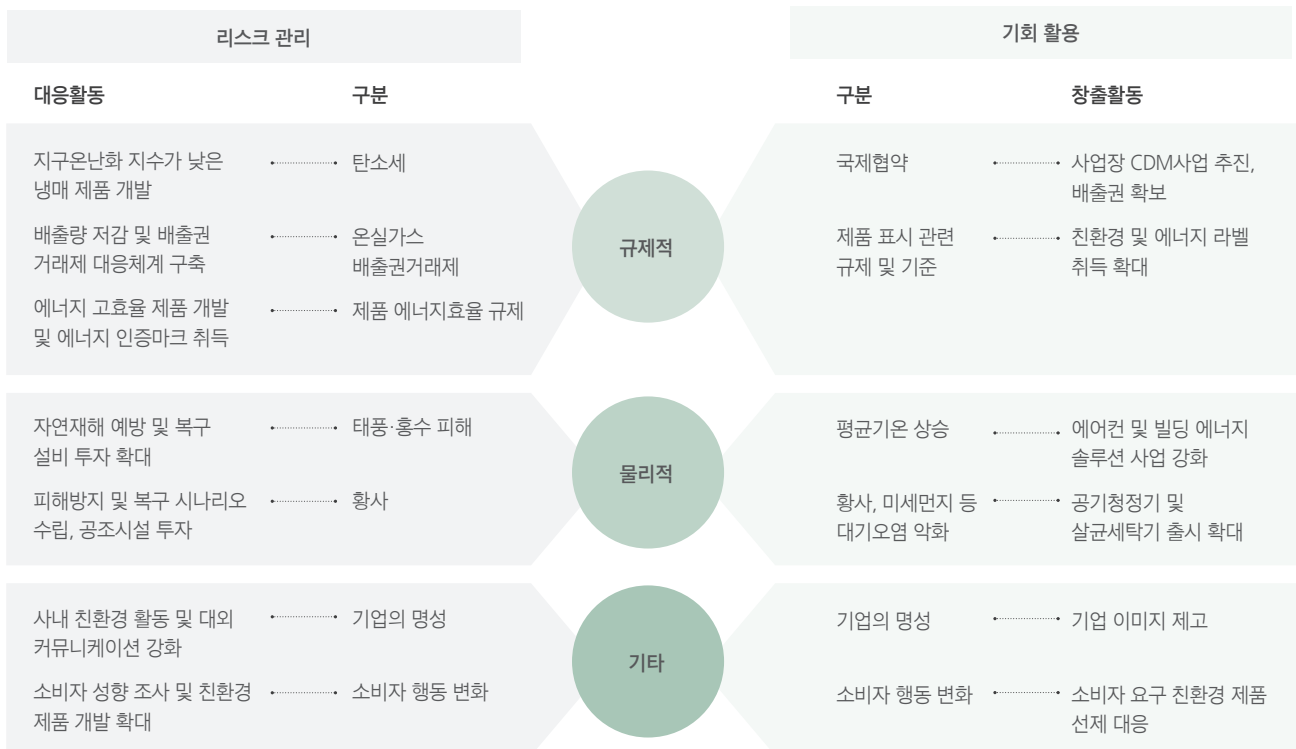 리스크 관리
기회 활용
대응활동
구분
구분
창출활동
지구온난화 지수가 낮은
냉매 제품 개발
탄소세
배출량 저감 및 배출권
거래제 대응체계 구축
온실가스
배출권거래제
에너지 고효율 제품 개발
및 에너지 인증마크 취득
제품 에너지효율 규제
규제적
국제협약
사업장 CDM사업 추진,
배출권 확보
제품 표시 관련
규제 및 기준
친환경 및 에너지 라벨
취득 확대
자연재해 예방 및 복구
설비 투자 확대
태풍·홍수 피해
피해방지 및 복구 시나리오
수립, 공조시설 투자
황사
물리적
평균기온 상승
에어컨 및 빌딩 에너지
솔루션 사업 강화
황사, 미세먼지 등
대기오염 악화
공기청정기 및
살균세탁기 출시 확대
사내 친환경 활동 및 대외
커뮤니케이션 강화
기업의 명성
소비자 성향 조사 및 친환경
제품 개발 확대
소비자 행동 변화
기타
기업의 명성
기업 이미지 제고
소비자 행동 변화
소비자 요구 친환경 제품
선제 대응